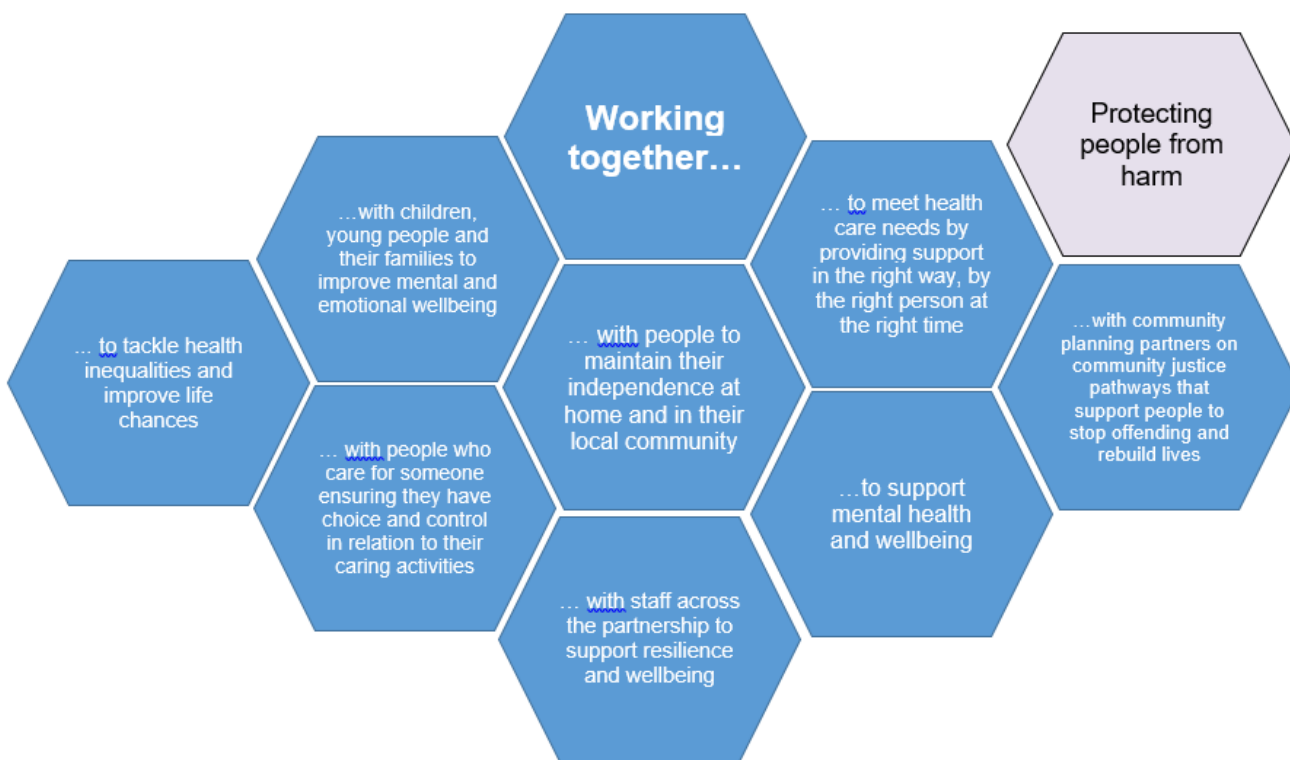 Working
together…
Protecting
people from
harm
…with children,
young people and
their families to
improve mental and
emotional wellbeing
… to meet health
care needs by
providing support
in the right way, by
the right person at
the right time
... to tackle health
inequalities and
improve life
chances
… with people to
maintain their
independence at
home and in their
local community
…with community
planning partners on
community justice
pathways that
support people to
stop offending and
rebuild lives
… with people who
care for someone
ensuring they have
choice and control
in relation to their
caring activities
…to support
mental health
and wellbeing
… with staff across
the partnership to
support resilience
and wellbeing